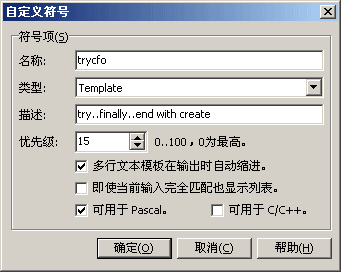 自定义符号
符号项(S)
名称: trycfo
类型: Template
描述: try..finally..end with create
优先级: 15 0..100，0为最高。
多行文本模板在输出时自动缩进。
即使当前输入完全匹配也显示列表。
可用于 Pascal。 可用于 C/C++。
确定(O) 取消(C) 帮助(H)